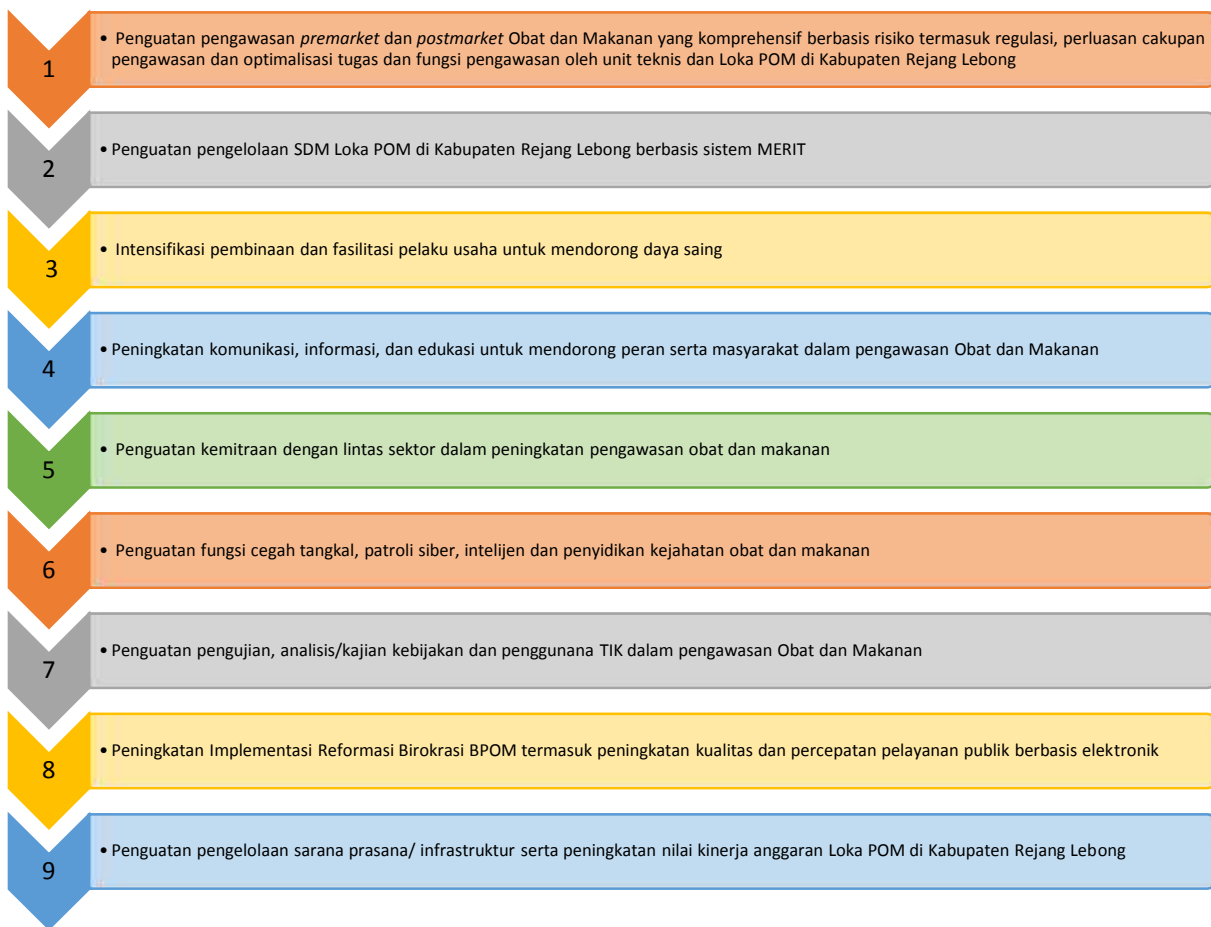 1
• Penguatan pengawasan premarket dan postmarket Obat dan Makanan yang komprehensif berbasis risiko termasuk regulasi, perluasan cakupan
pengawasan dan optimalisasi tugas dan fungsi pengawasan oleh unit teknis dan Loka POM di Kabupaten Rejang Lebong
2
• Penguatan pengelolaan SDM Loka POM di Kabupaten Rejang Lebong berbasis sistem MERIT
3
• Intensifikasi pembinaan dan fasilitasi pelaku usaha untuk mendorong daya saing
4
• Peningkatan komunikasi, informasi, dan edukasi untuk mendorong peran serta masyarakat dalam pengawasan Obat dan Makanan
5
• Penguatan kemitraan dengan lintas sektor dalam peningkatan pengawasan obat dan makanan
6
• Penguatan fungsi cegah tangkal, patroli siber, intelijen dan penyidikan kejahatan obat dan makanan
7
• Penguatan pengujian, analisis/kajian kebijakan dan penggunana TIK dalam pengawasan Obat dan Makanan
8
• Peningkatan Implementasi Reformasi Birokrasi BPOM termasuk peningkatan kualitas dan percepatan pelayanan publik berbasis elektronik
9
• Penguatan pengelolaan sarana prasana/ infrastruktur serta peningkatan nilai kinerja anggaran Loka POM di Kabupaten Rejang Lebong